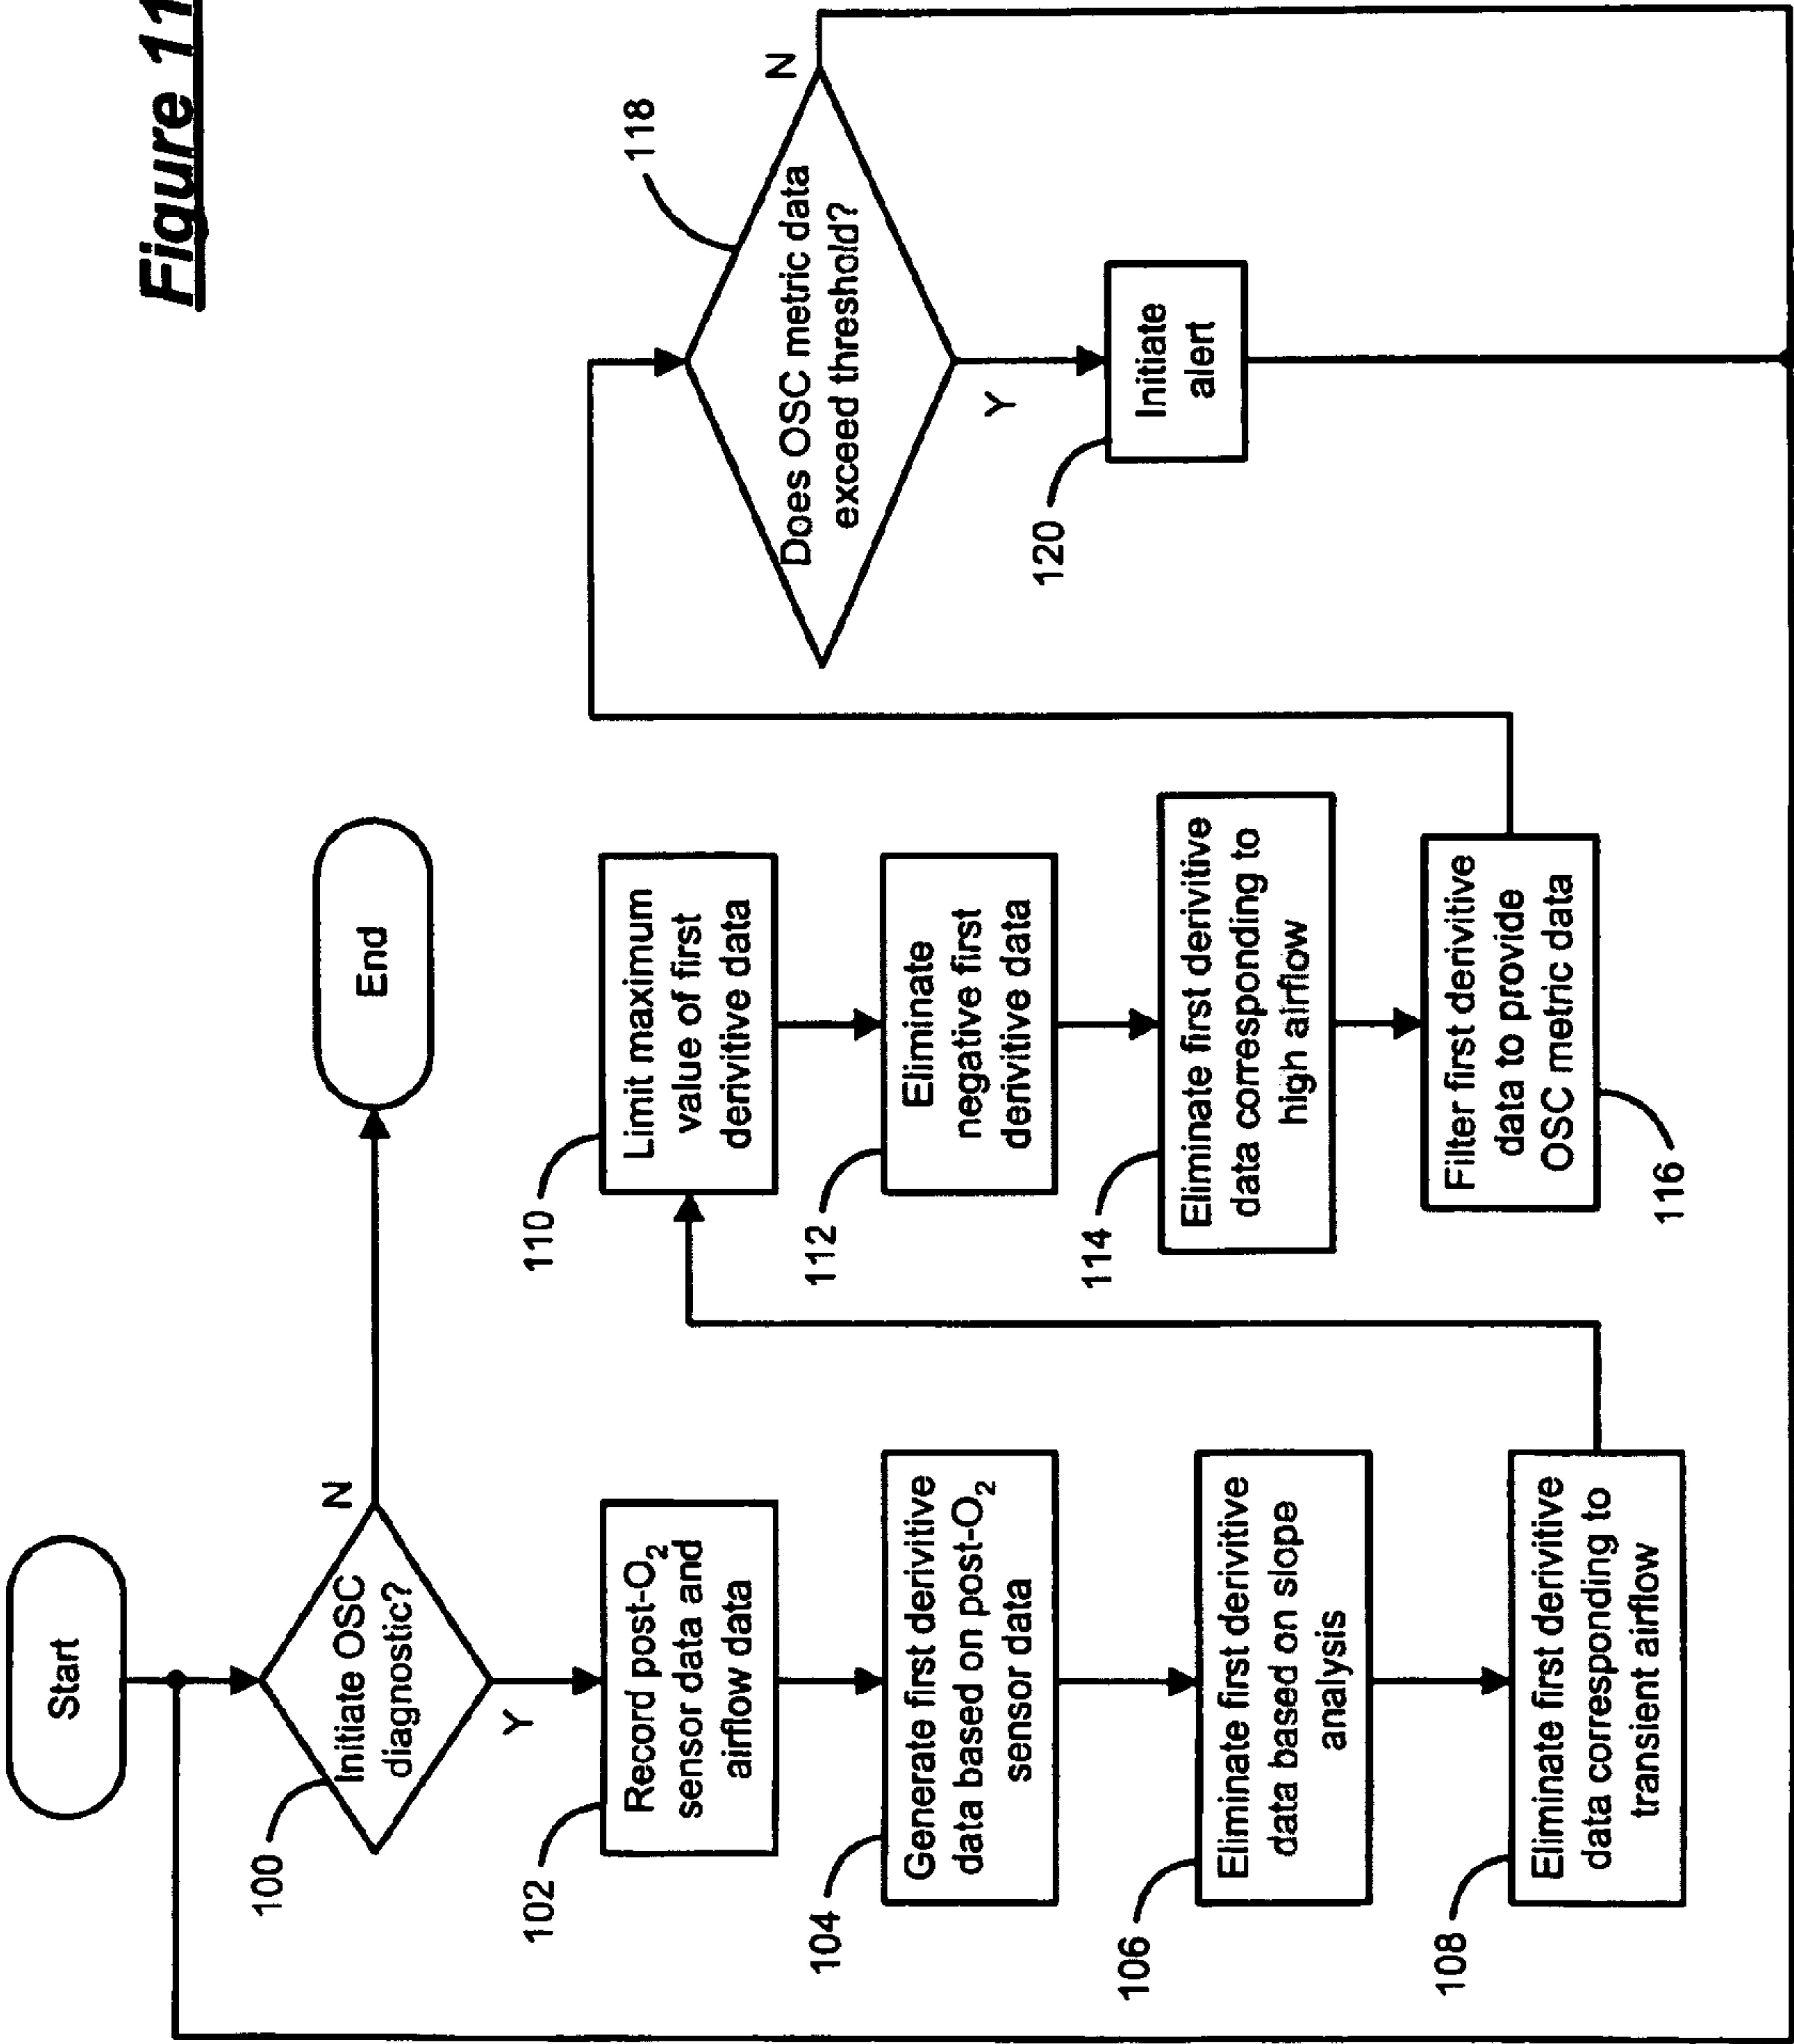 Figure 11
Start
100
Initiate OSC
diagnostic?
N
Y
End
102
Record post-O₂
sensor data and
airflow data
104
Generate first derivitive
data based on post-O₂
sensor data
106
Eliminate first derivitive
data based on slope
analysis
108
Eliminate first derivitive
data corresponding to
transient airflow
110
Limit maximum
value of first
derivitive data
112
Eliminate
negative first
derivitive data
114
Eliminate first derivitive
data corresponding to
high airflow
116
Filter first derivitive
data to provide
OSC metric data
118
Does OSC metric data
exceed threshold?
N
Y
120
Initiate
alert